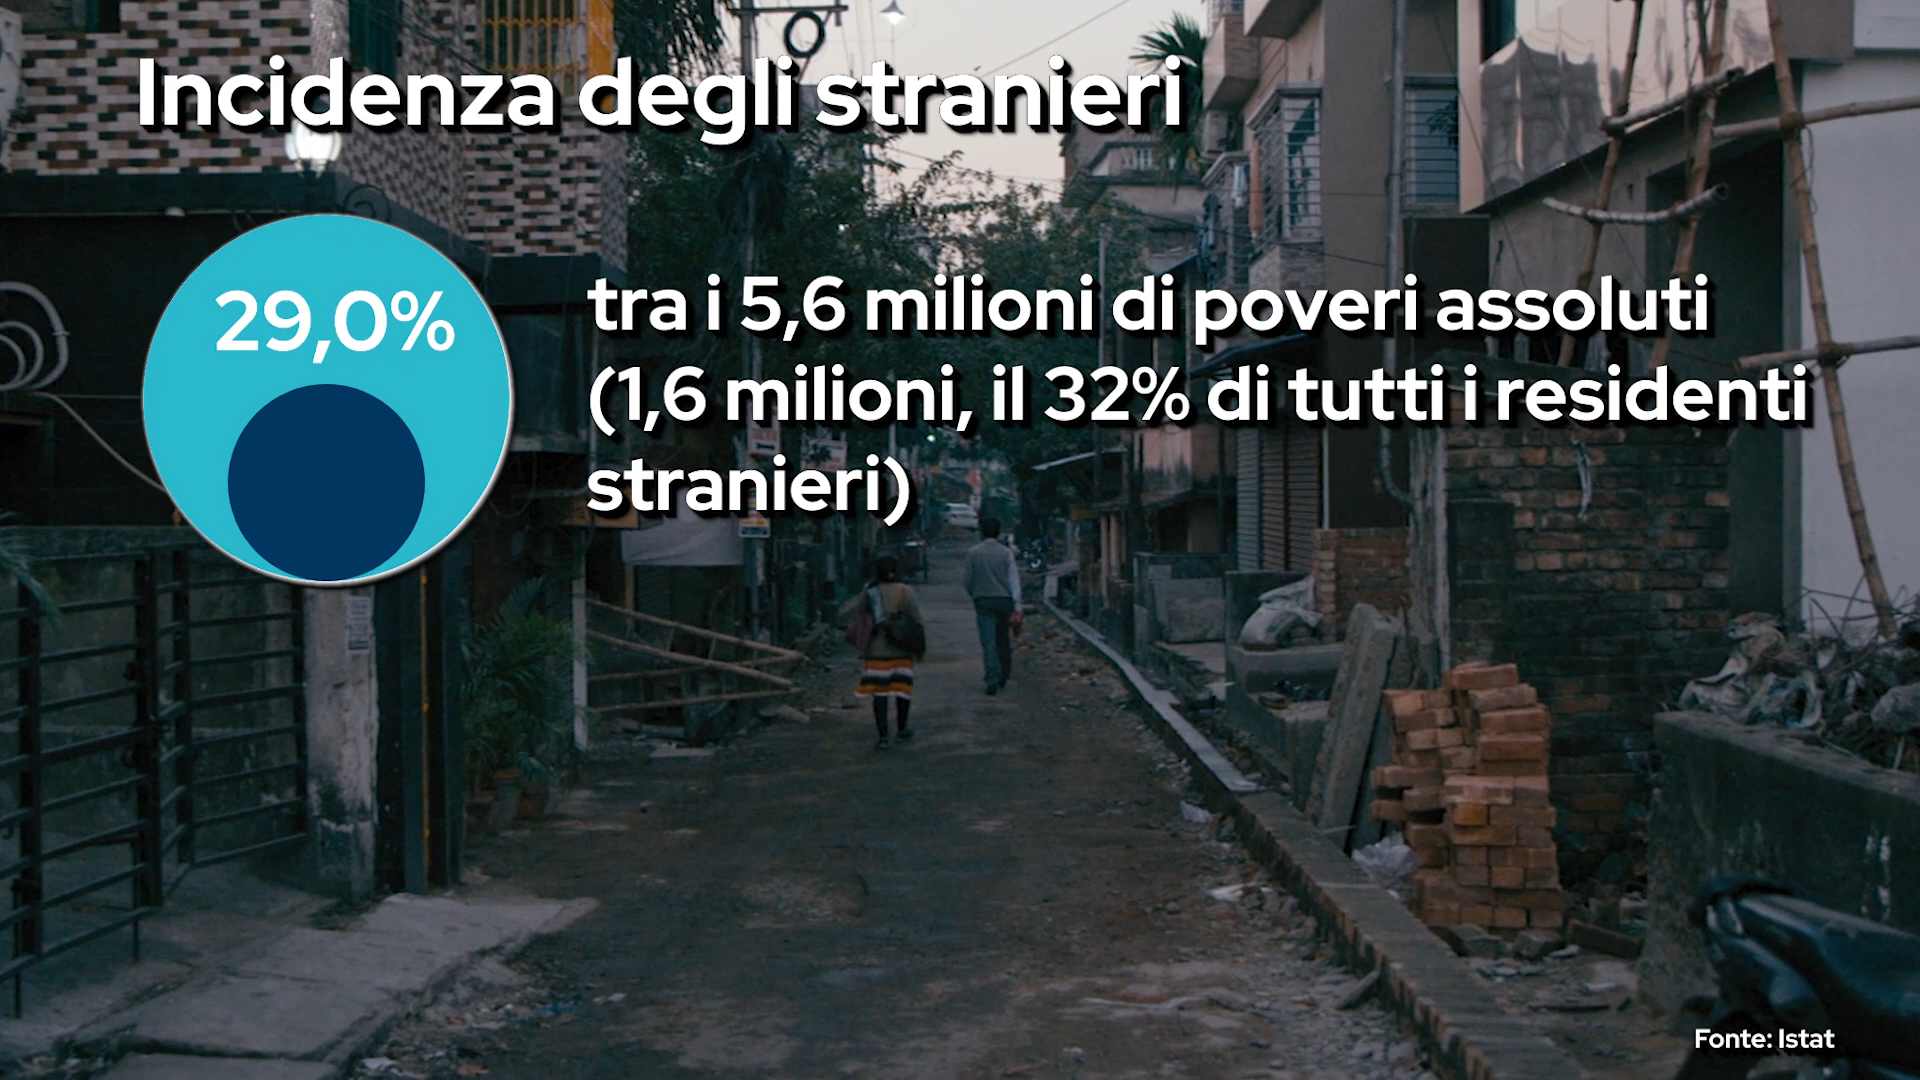 Incidenza degli stranieri
29,0%
tra i 5,6 milioni di poveri assoluti
(1,6 milioni, il 32% di tutti i residenti
stranieri)
Fonte: Istat